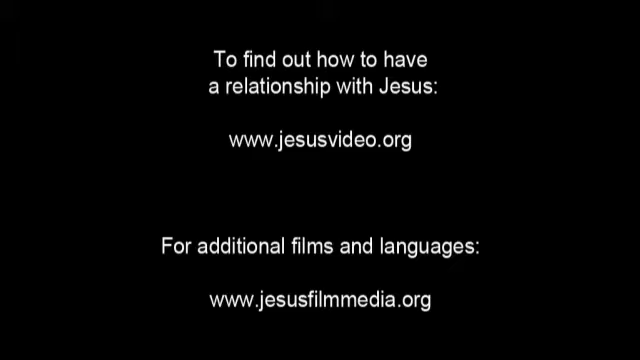 To find out how to have
a relationship with Jesus:
www.jesusvideo.org
For additional films and languages:
www.jesusfilmmedia.org